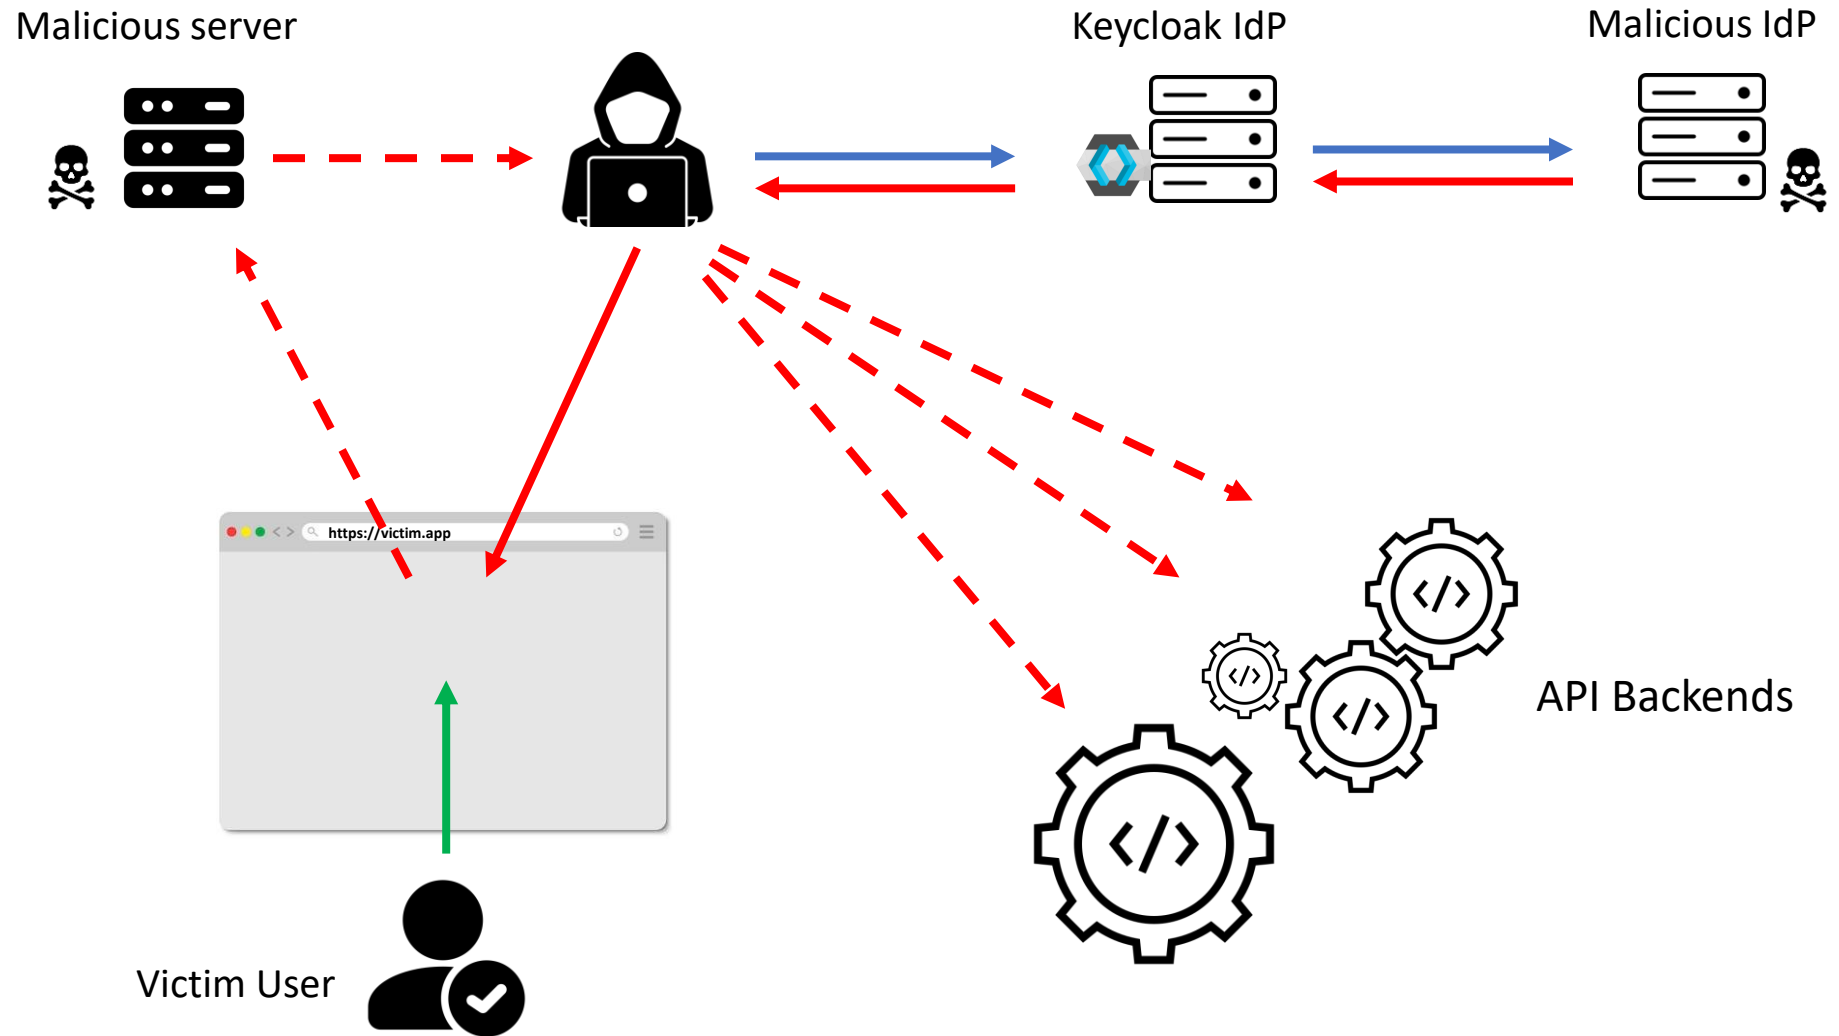 Malicious server
Keycloak IdP
Malicious IdP
https://victim.app
</>
</>
</>
API Backends
</>
Victim User